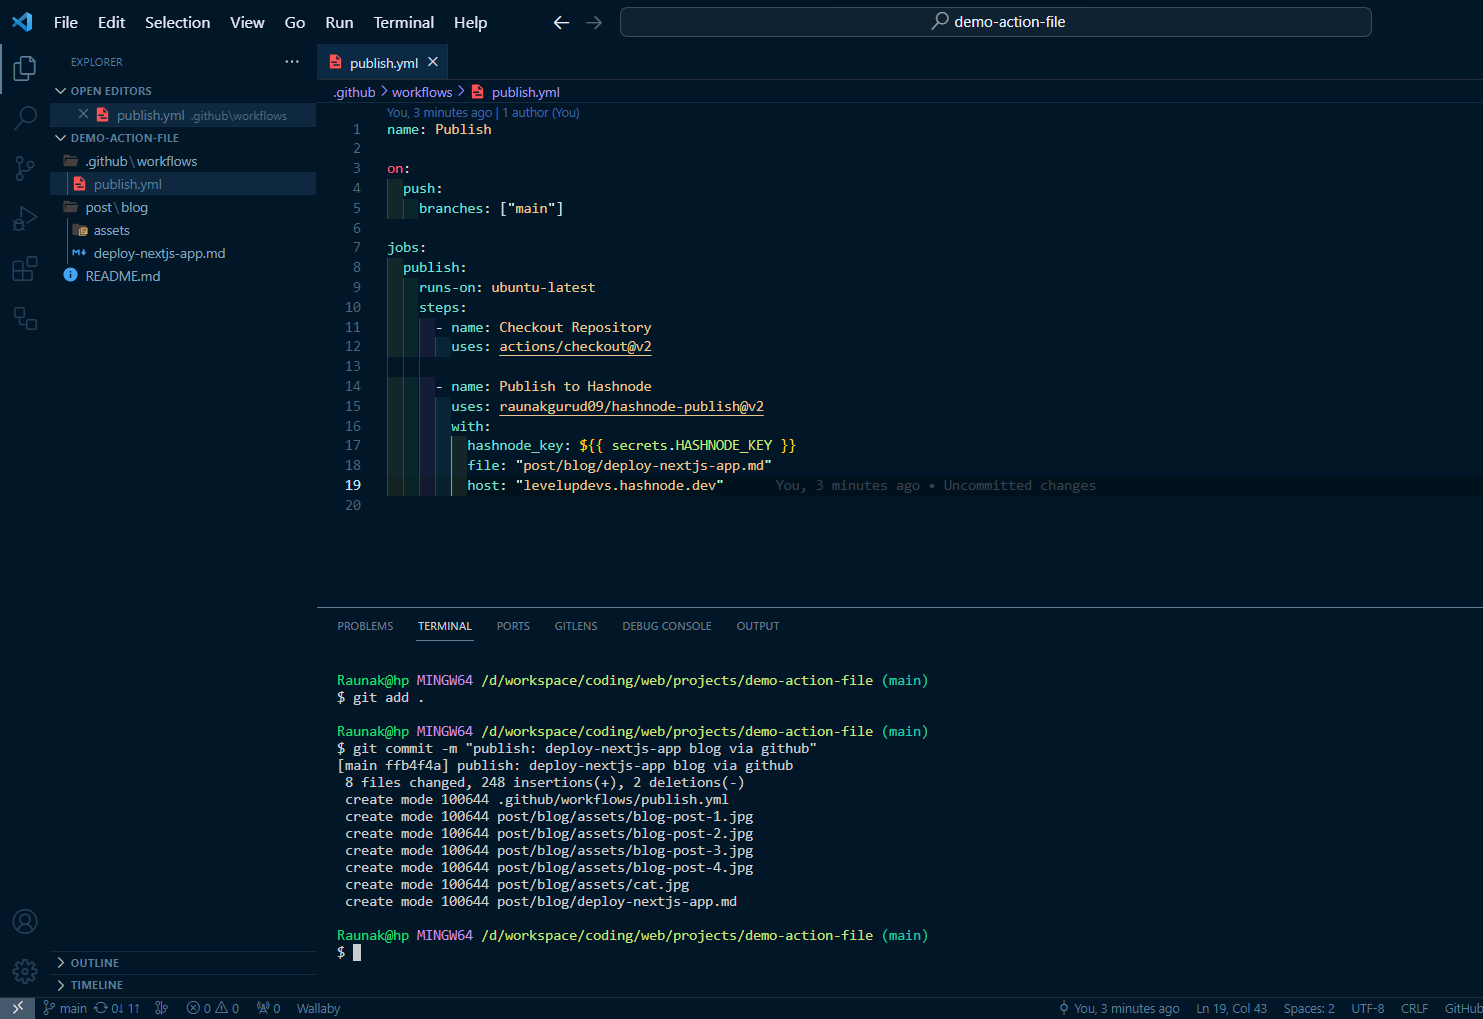 File Edit Selection View Go Run Terminal Help
demo-action-file
EXPLORER ···
OPEN EDITORS
publish.yml .github\workflows
DEMO-ACTION-FILE
.github\workflows
publish.yml
post\blog
assets
deploy-nextjs-app.md
README.md
OUTLINE
TIMELINE
publish.yml
.github > workflows > publish.yml
You, 3 minutes ago | 1 author (You)
1 name: Publish
2
3 on:
4 push:
5 branches: ["main"]
6
7 jobs:
8 publish:
9 runs-on: ubuntu-latest
10 steps:
11 - name: Checkout Repository
12 uses: actions/checkout@v2
13
14 - name: Publish to Hashnode
15 uses: raunakgurud09/hashnode-publish@v2
16 with:
17 hashnode_key: ${{ secrets.HASHNODE_KEY }}
18 file: "post/blog/deploy-nextjs-app.md"
19 host: "levelupdevs.hashnode.dev" You, 3 minutes ago • Uncommitted changes
20
PROBLEMS TERMINAL PORTS GITLENS DEBUG CONSOLE OUTPUT
Raunak@hp MINGW64 /d/workspace/coding/web/projects/demo-action-file (main)
$ git add .
Raunak@hp MINGW64 /d/workspace/coding/web/projects/demo-action-file (main)
$ git commit -m "publish: deploy-nextjs-app blog via github"
[main ffb4f4a] publish: deploy-nextjs-app blog via github
8 files changed, 248 insertions(+), 2 deletions(-)
create mode 100644 .github/workflows/publish.yml
create mode 100644 post/blog/assets/blog-post-1.jpg
create mode 100644 post/blog/assets/blog-post-2.jpg
create mode 100644 post/blog/assets/blog-post-3.jpg
create mode 100644 post/blog/assets/blog-post-4.jpg
create mode 100644 post/blog/assets/cat.jpg
create mode 100644 post/blog/deploy-nextjs-app.md
Raunak@hp MINGW64 /d/workspace/coding/web/projects/demo-action-file (main)
$
main 0↓ 1↑ 0 0 0 Wallaby You, 3 minutes ago Ln 19, Col 43 Spaces: 2 UTF-8 CRLF GitHub